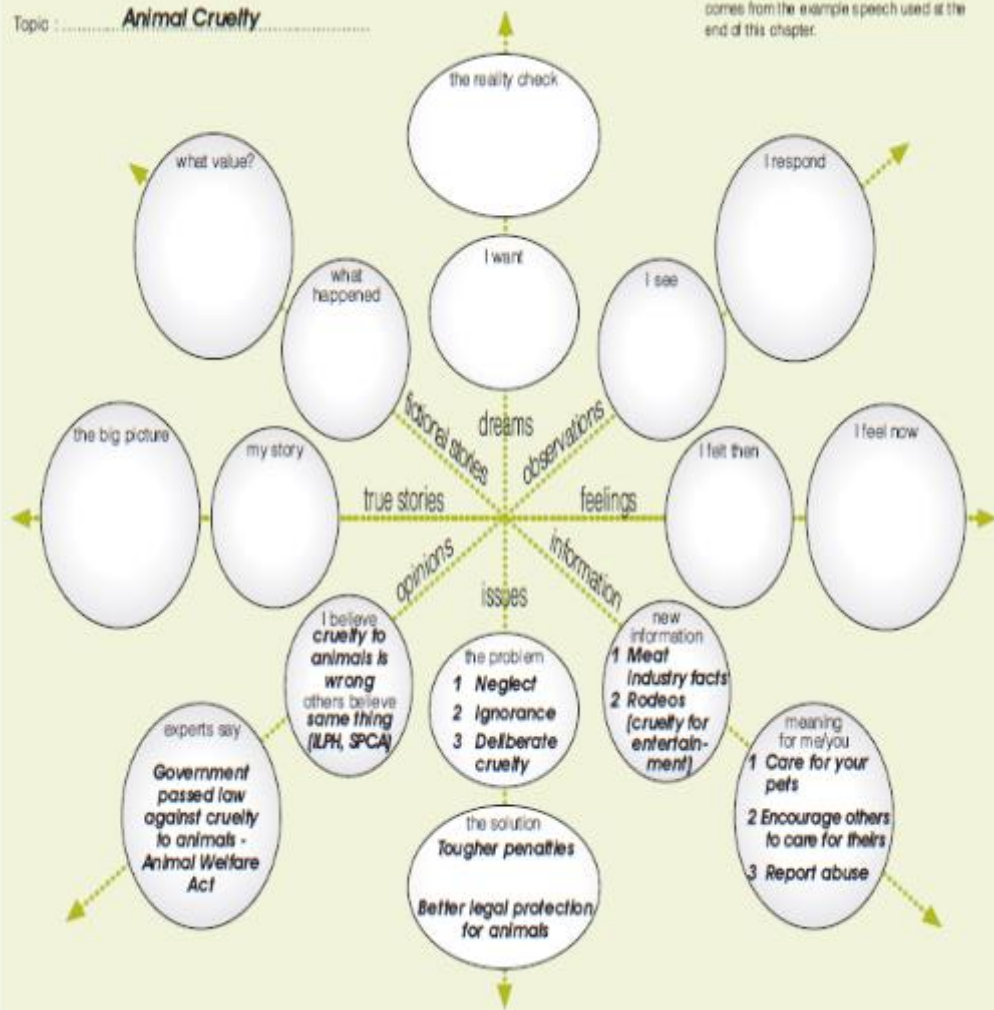 Topic : Animal Cruelty
comes from the example speech used at the
end of this chapter.
the reality check
what value?
I respond
I want
what
happened
I see
fictional stories
dreams
observations
the big picture
my story
I felt then
I feel now
true stories
feelings
opinions
issues
information
I believe
cruelty to
animals is
wrong
others believe
same thing
(ILPH, SPCA)
the problem
1 Neglect
2 Ignorance
3 Deliberate
cruelty
new
information
1 Meat
industry facts
2 Rodeos
(cruelty for
entertain-
ment)
experts say
Government
passed law
against cruelty
to animals -
Animal Welfare
Act
the solution
Tougher penalties
Better legal protection
for animals
meaning
for me/you
1 Care for your
pets
2 Encourage others
to care for theirs
3 Report abuse